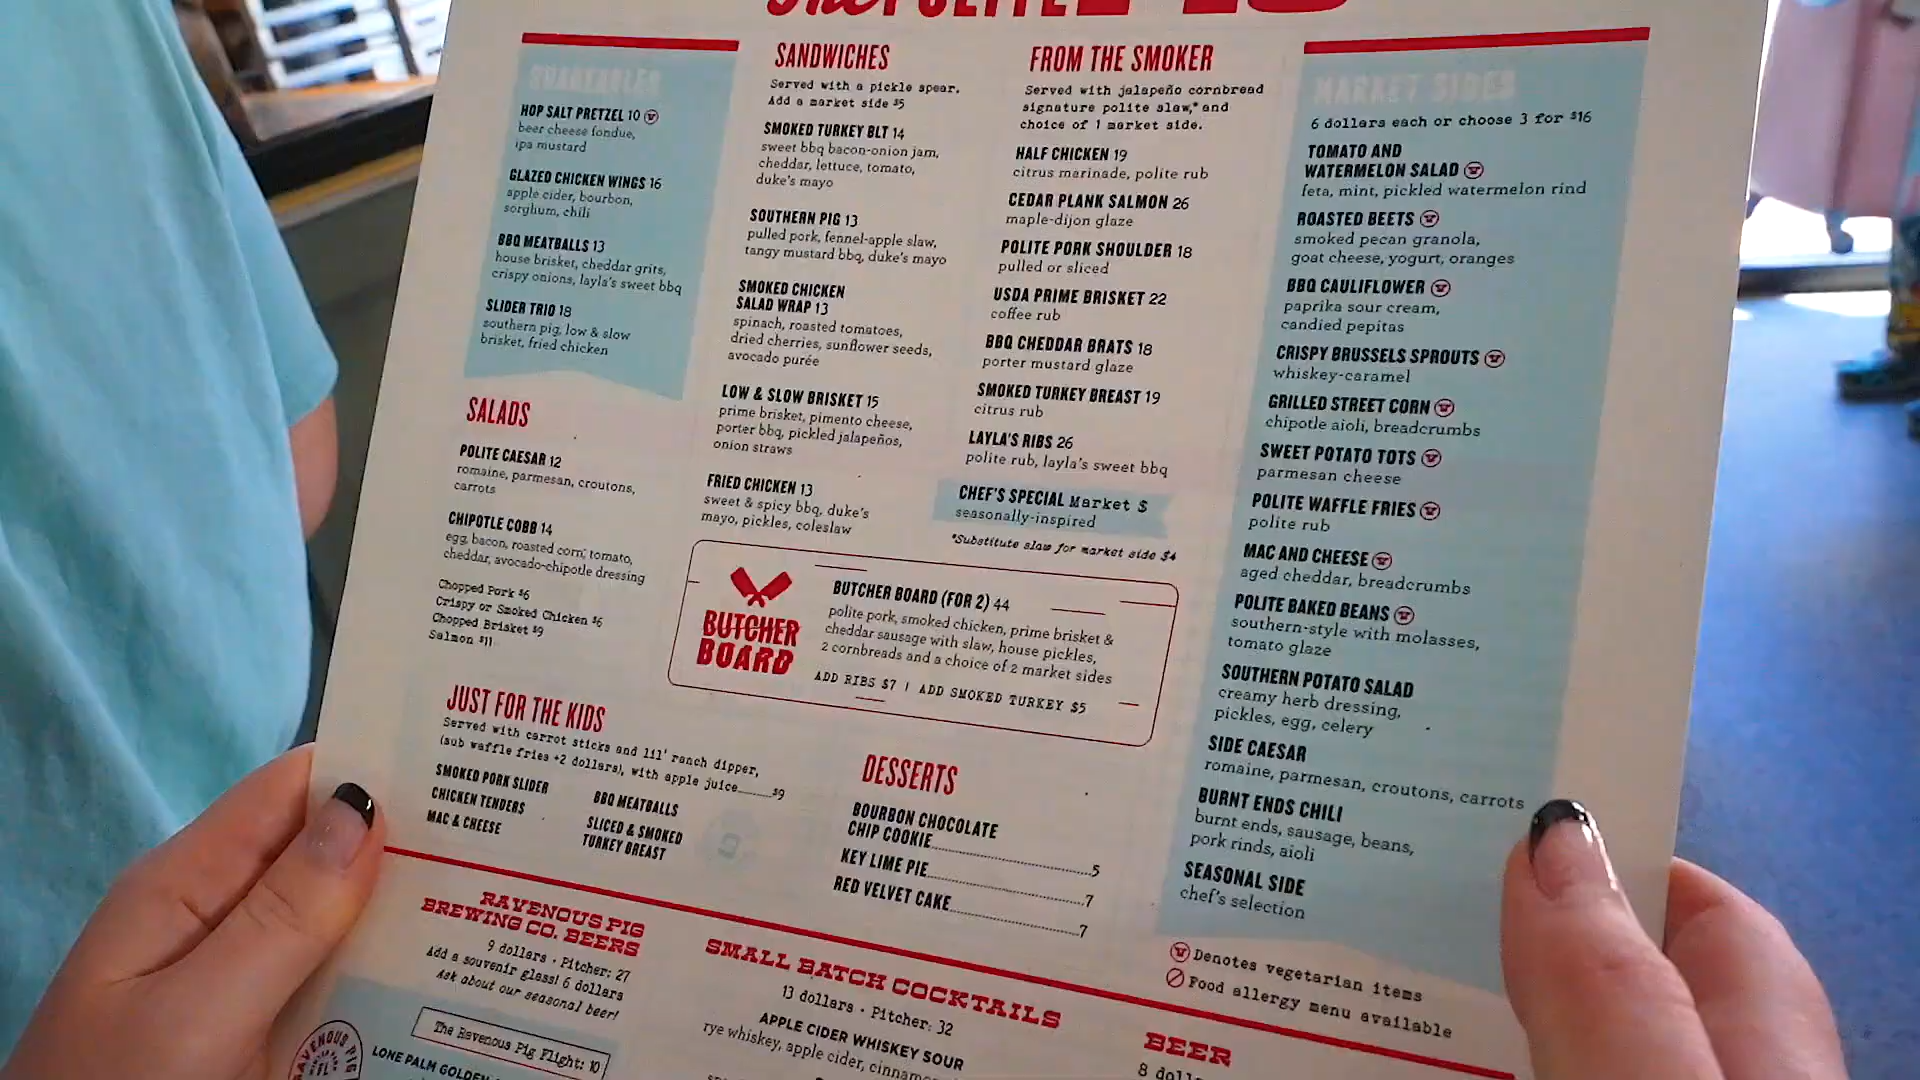 The POLITE PIG
SHAREABLES
HOP SALT PRETZEL 10
beer cheese fondue,
ipa mustard
GLAZED CHICKEN WINGS 16
apple cider, bourbon,
sorghum, chili
BBQ MEATBALLS 13
house brisket, cheddar grits,
crispy onions, layla's sweet bbq
SLIDER TRIO 18
southern pig, low & slow
brisket, fried chicken
SALADS
POLITE CAESAR 12
romaine, parmesan, croutons,
carrots
CHIPOTLE COBB 14
egg, bacon, roasted corn, tomato,
cheddar, avocado-chipotle dressing
Chopped Pork $6
Crispy or Smoked Chicken $6
Chopped Brisket $9
Salmon $11
SANDWICHES
Served with a pickle spear.
Add a market side $5
SMOKED TURKEY BLT 14
sweet bbq bacon-onion jam,
cheddar, lettuce, tomato,
duke's mayo
SOUTHERN PIG 13
pulled pork, fennel-apple slaw,
tangy mustard bbq, duke's mayo
SMOKED CHICKEN
SALAD WRAP 13
spinach, roasted tomatoes,
dried cherries, sunflower seeds,
avocado purée
LOW & SLOW BRISKET 15
prime brisket, pimento cheese,
porter bbq, pickled jalapeños,
onion straws
FRIED CHICKEN 13
sweet & spicy bbq, duke's
mayo, pickles, coleslaw
FROM THE SMOKER
Served with jalapeño cornbread
signature polite slaw,* and
choice of 1 market side.
HALF CHICKEN 19
citrus marinade, polite rub
CEDAR PLANK SALMON 26
maple-dijon glaze
POLITE PORK SHOULDER 18
pulled or sliced
USDA PRIME BRISKET 22
coffee rub
BBQ CHEDDAR BRATS 18
porter mustard glaze
SMOKED TURKEY BREAST 19
citrus rub
LAYLA'S RIBS 26
polite rub, layla's sweet bbq
CHEF'S SPECIAL Market $
seasonally-inspired
*Substitute slaw for market side $4
BUTCHER
BOARD
BUTCHER BOARD (FOR 2) 44
polite pork, smoked chicken, prime brisket &
cheddar sausage with slaw, house pickles,
2 cornbreads and a choice of 2 market sides
ADD RIBS $7 | ADD SMOKED TURKEY $5
MARKET SIDES
6 dollars each or choose 3 for $16
TOMATO AND
WATERMELON SALAD
feta, mint, pickled watermelon rind
ROASTED BEETS
smoked pecan granola,
goat cheese, yogurt, oranges
BBQ CAULIFLOWER
paprika sour cream,
candied pepitas
CRISPY BRUSSELS SPROUTS
whiskey-caramel
GRILLED STREET CORN
chipotle aioli, breadcrumbs
SWEET POTATO TOTS
parmesan cheese
POLITE WAFFLE FRIES
polite rub
MAC AND CHEESE
aged cheddar, breadcrumbs
POLITE BAKED BEANS
southern-style with molasses,
tomato glaze
SOUTHERN POTATO SALAD
creamy herb dressing,
pickles, egg, celery
SIDE CAESAR
romaine, parmesan, croutons, carrots
BURNT ENDS CHILI
burnt ends, sausage, beans,
pork rinds, aioli
SEASONAL SIDE
chef's selection
Denotes vegetarian items
Food allergy menu available
JUST FOR THE KIDS
Served with carrot sticks and lil' ranch dipper,
(sub waffle fries +2 dollars), with apple juice........$9
SMOKED PORK SLIDER
CHICKEN TENDERS
MAC & CHEESE
BBQ MEATBALLS
SLICED & SMOKED
TURKEY BREAST
DESSERTS
BOURBON CHOCOLATE
CHIP COOKIE........5
KEY LIME PIE........7
RED VELVET CAKE........7
RAVENOUS PIG
BREWING CO. BEERS
9 dollars · Pitcher: 27
Add a souvenir glass! 6 dollars
Ask about our seasonal beer!
The Ravenous Pig Flight: 10
RAVENOUS PIG
LONE PALM GOLDEN
SMALL BATCH COCKTAILS
13 dollars · Pitcher: 32
APPLE CIDER WHISKEY SOUR
rye whiskey, apple cider,
BEER
8